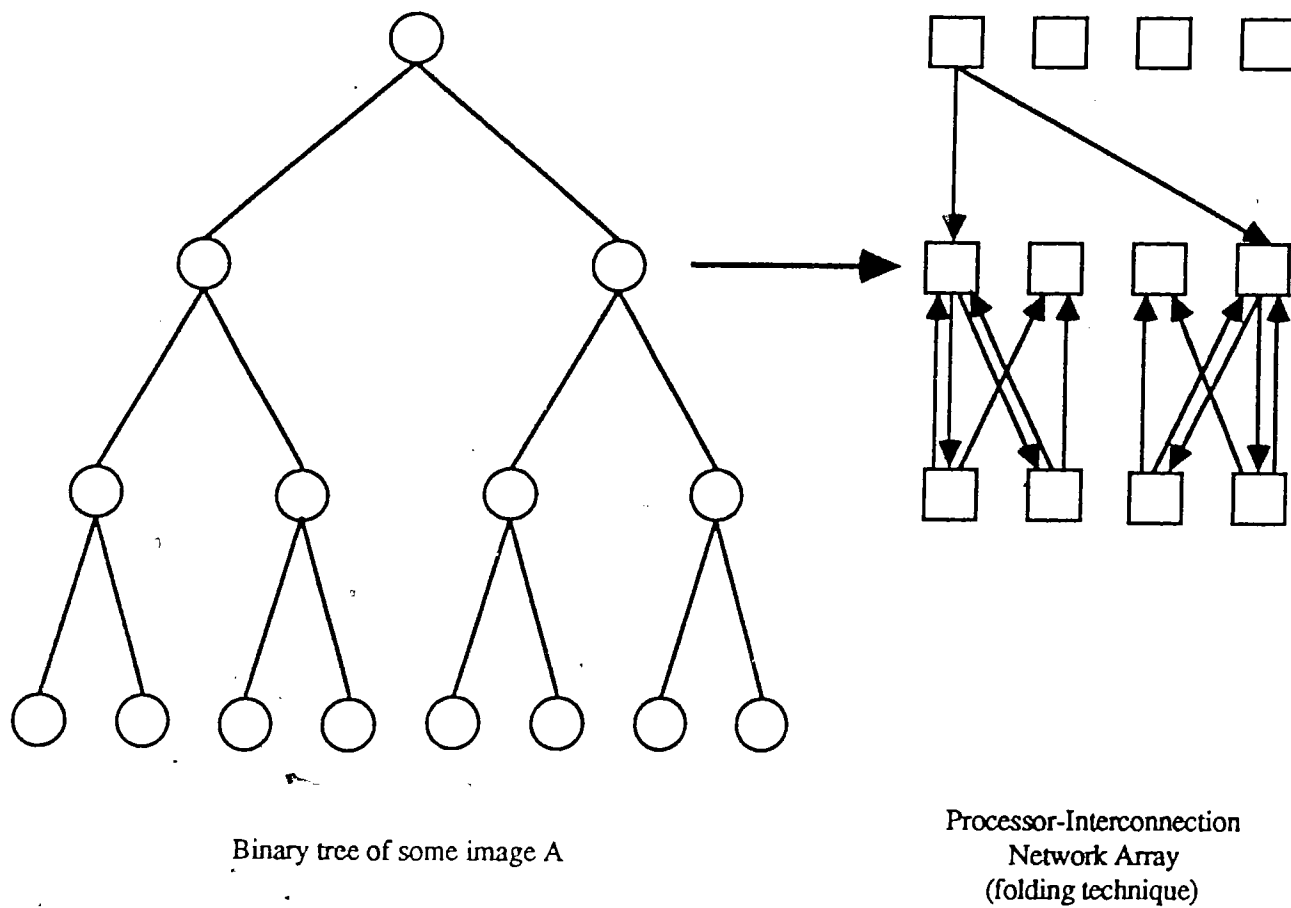 Binary tree of some image A
Processor-Interconnection
Network Array
(folding technique)